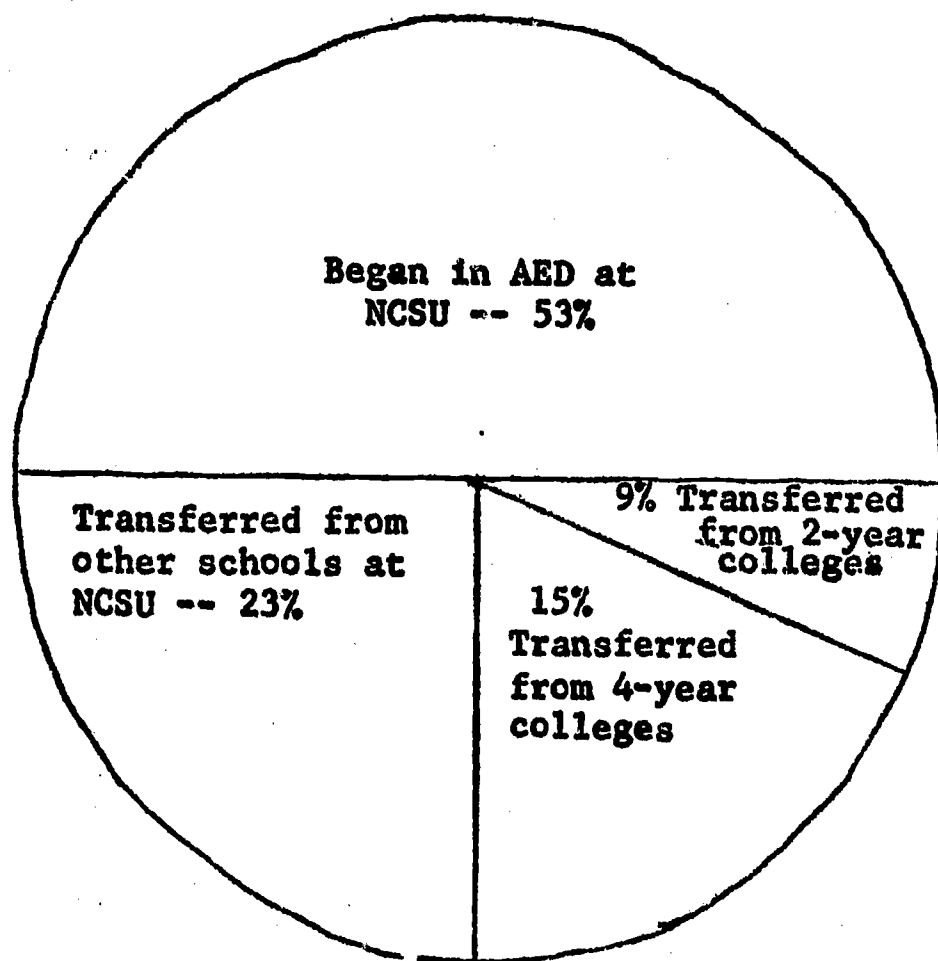 Began in AED at
NCSU -- 53%
9% Transferred
from 2-year
colleges
Transferred from
other schools at
NCSU -- 23%
15%
Transferred
from 4-year
colleges